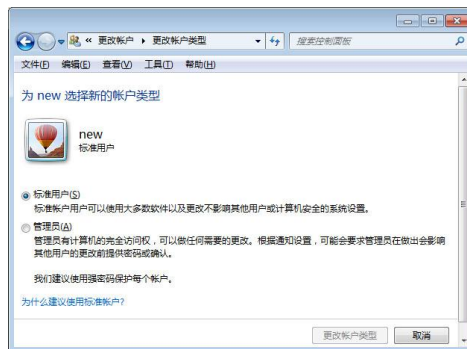 « 更改帐户 ▸ 更改帐户类型
搜索控制面板
文件(F) 编辑(E) 查看(V) 工具(T) 帮助(H)
为 new 选择新的帐户类型
new
标准用户
标准用户(S)
标准帐户用户可以使用大多数软件以及更改不影响其他用户或计算机安全的系统设置。
管理员(A)
管理员有计算机的完全访问权，可以做任何需要的更改。根据通知设置，可能会要求管理员在做出会影响
其他用户的更改前提供密码或确认。
我们建议使用强密码保护每个帐户。
为什么建议使用标准帐户?
更改帐户类型 取消